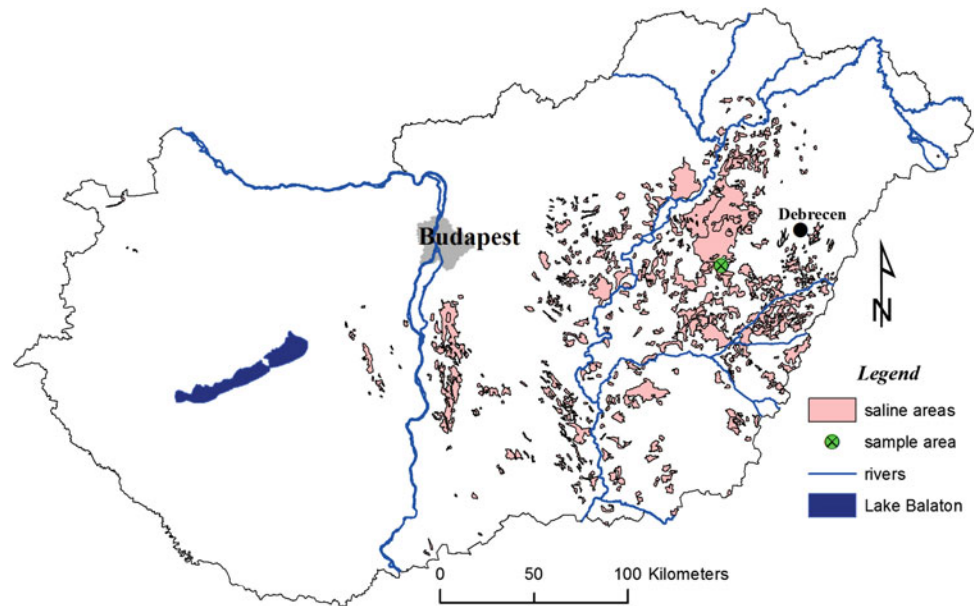 Budapest
Debrecen
N
Legend
saline areas
sample area
rivers
Lake Balaton
0 50 100 Kilometers